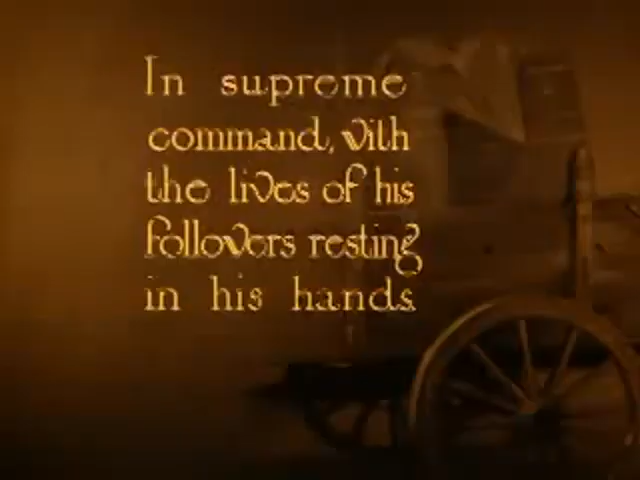 In supreme
command, with
the lives of his
followers resting
in his hands.